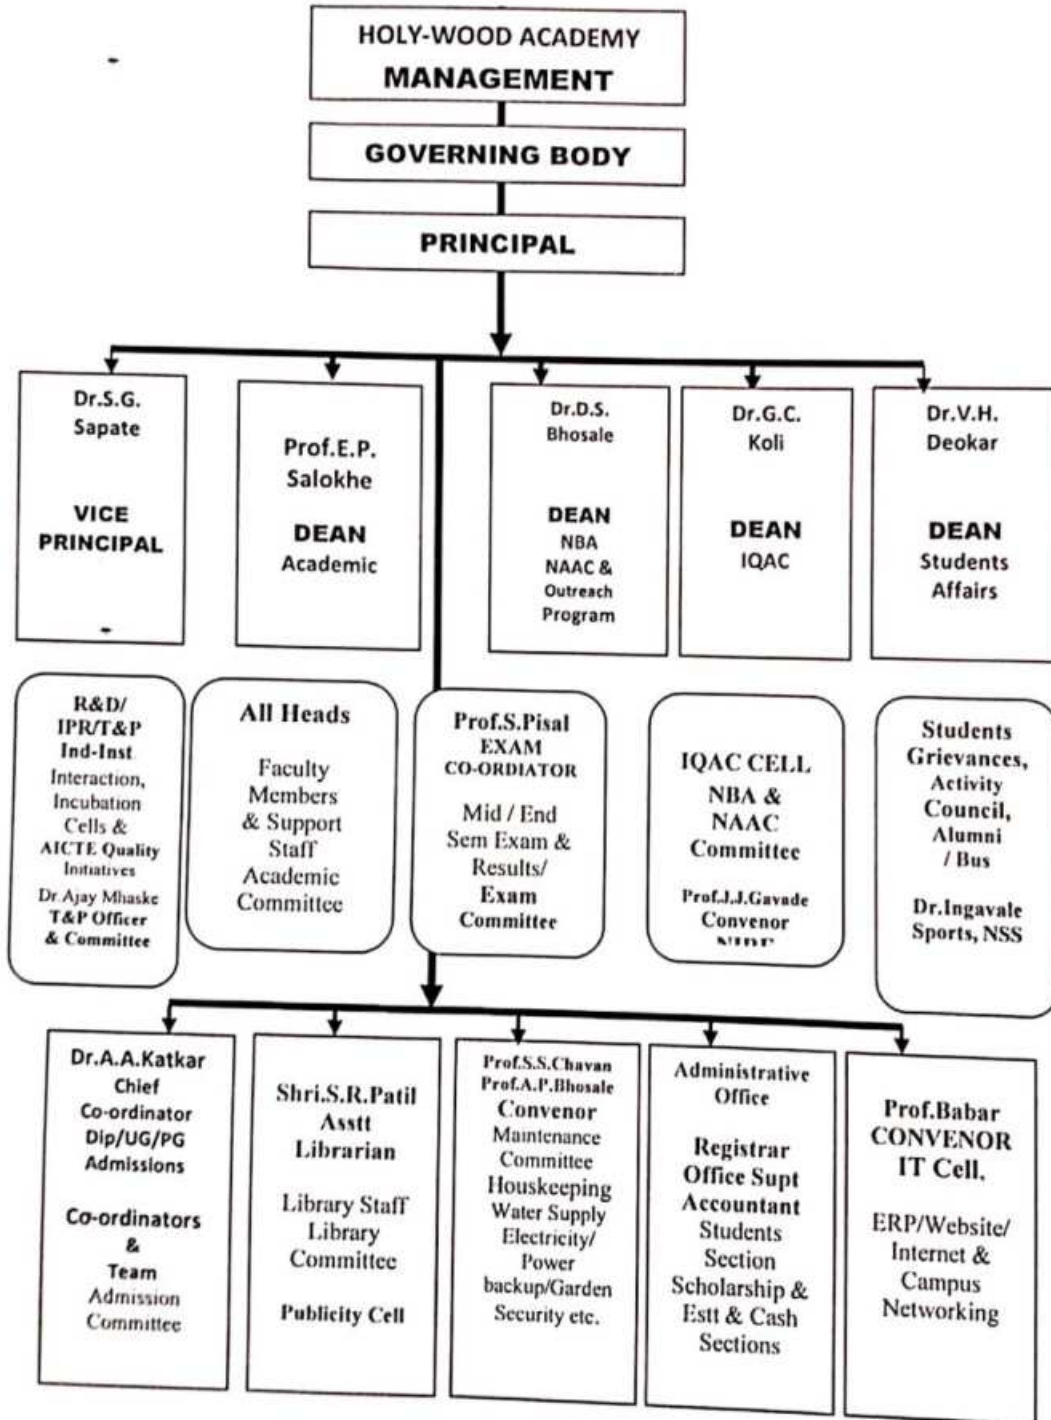 HOLY-WOOD ACADEMY
MANAGEMENT
GOVERNING BODY
PRINCIPAL
Dr.S.G.
Sapate
VICE
PRINCIPAL
Prof.E.P.
Salokhe
DEAN
Academic
Dr.D.S.
Bhosale
DEAN
NBA
NAAC &
Outreach
Program
Dr.G.C.
Koli
DEAN
IQAC
Dr.V.H.
Deokar
DEAN
Students
Affairs
R&D/
IPR/T&P
Ind-Inst
Interaction,
Incubation
Cells &
AICTE Quality
Initiatives
Dr.Ajay Mhaske
T&P Officer
& Committee
All Heads
Faculty
Members
& Support
Staff
Academic
Committee
Prof.S.Pisal
EXAM
CO-ORDIATOR
Mid / End
Sem Exam &
Results/
Exam
Committee
IQAC CELL
NBA &
NAAC
Committee
Prof.J.J.Gavade
Convenor
Students
Grievances,
Activity
Council,
Alumni
/ Bus
Dr.Ingavale
Sports, NSS
Dr.A.A.Katkar
Chief
Co-ordinator
Dip/UG/PG
Admissions
Co-ordinators
&
Team
Admission
Committee
Shri.S.R.Patil
Asstt
Librarian
Library Staff
Library
Committee
Publicity Cell
Prof.S.S.Chavan
Prof.A.P.Bhosale
Convenor
Maintenance
Committee
Houskeeping
Water Supply
Electricity/
Power
backup/Garden
Security etc.
Administrative
Office
Registrar
Office Supt
Accountant
Students
Section
Scholarship &
Estt & Cash
Sections
Prof.Babar
CONVENOR
IT Cell.
ERP/Website/
Internet &
Campus
Networking